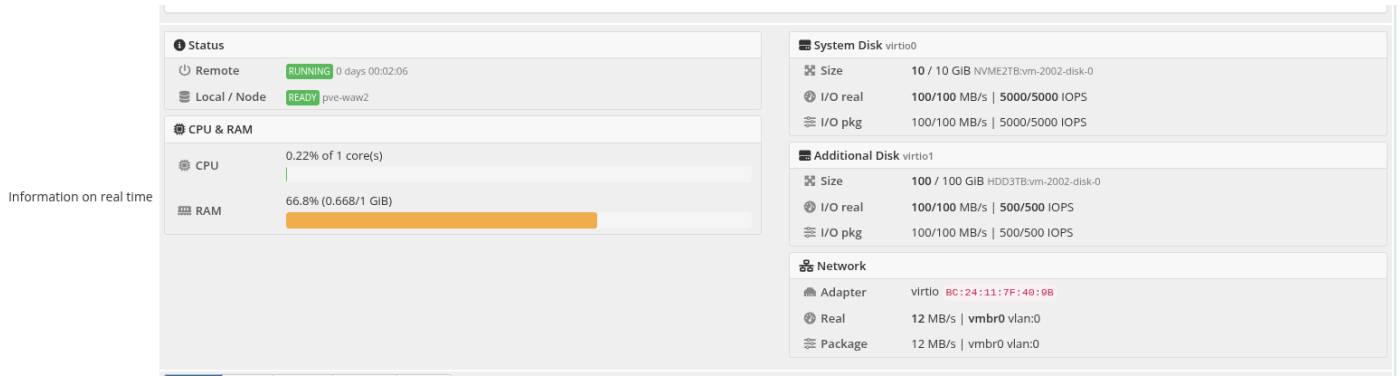 Information on real time
Status
Remote RUNNING 0 days 00:02:06
Local / Node READY pve-waw2
CPU & RAM
CPU 0.22% of 1 core(s)
RAM 66.8% (0.668/1 GiB)
System Disk virtio0
Size 10 / 10 GiB NVME2TB:vm-2002-disk-0
I/O real 100/100 MB/s | 5000/5000 IOPS
I/O pkg 100/100 MB/s | 5000/5000 IOPS
Additional Disk virtio1
Size 100 / 100 GiB HDD3TB:vm-2002-disk-0
I/O real 100/100 MB/s | 500/500 IOPS
I/O pkg 100/100 MB/s | 500/500 IOPS
Network
Adapter virtio BC:24:11:7F:40:9B
Real 12 MB/s | vmbr0 vlan:0
Package 12 MB/s | vmbr0 vlan:0